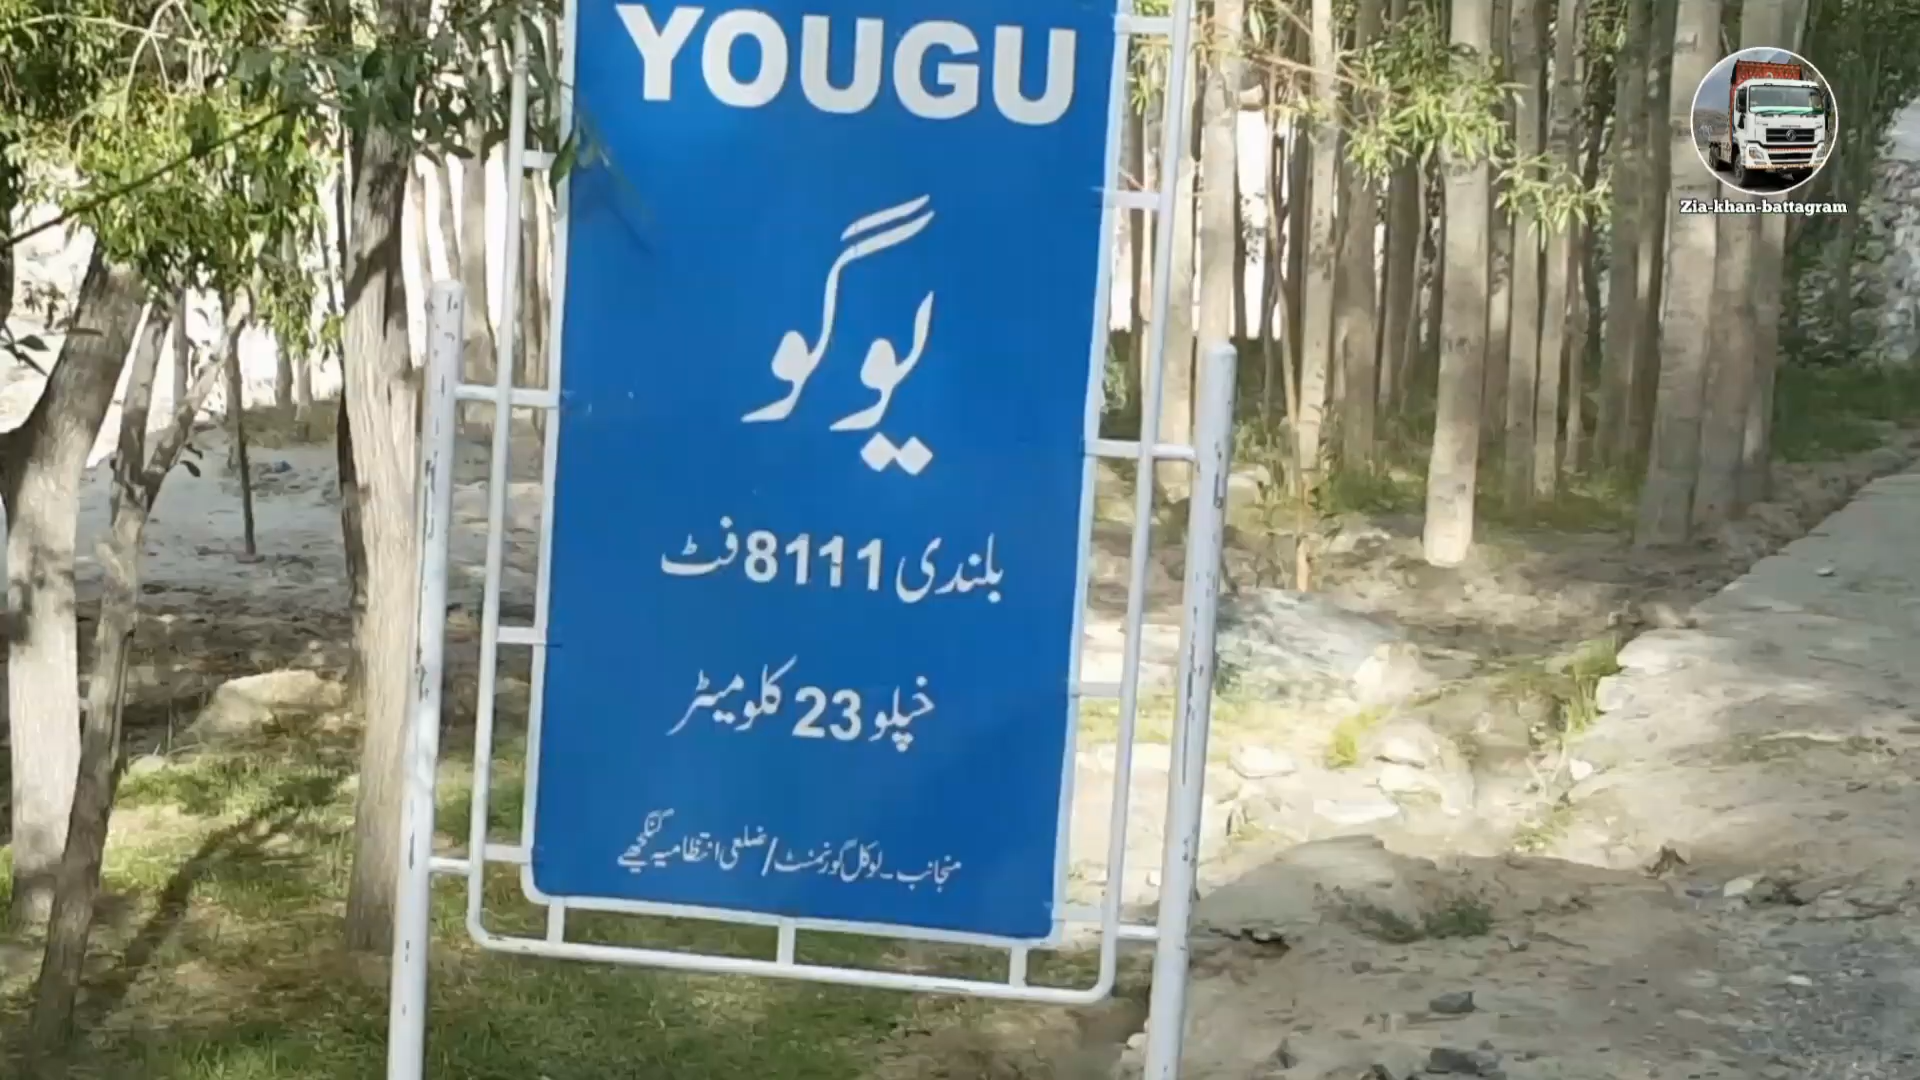 YOUGU
یوگو
بلندی 8111 فٹ
خپلو 23 کلومیٹر
منجانب ۔ لوکل گورنمنٹ / ضلعی انتظامیہ گنگچھے
Zia-khan-battagram